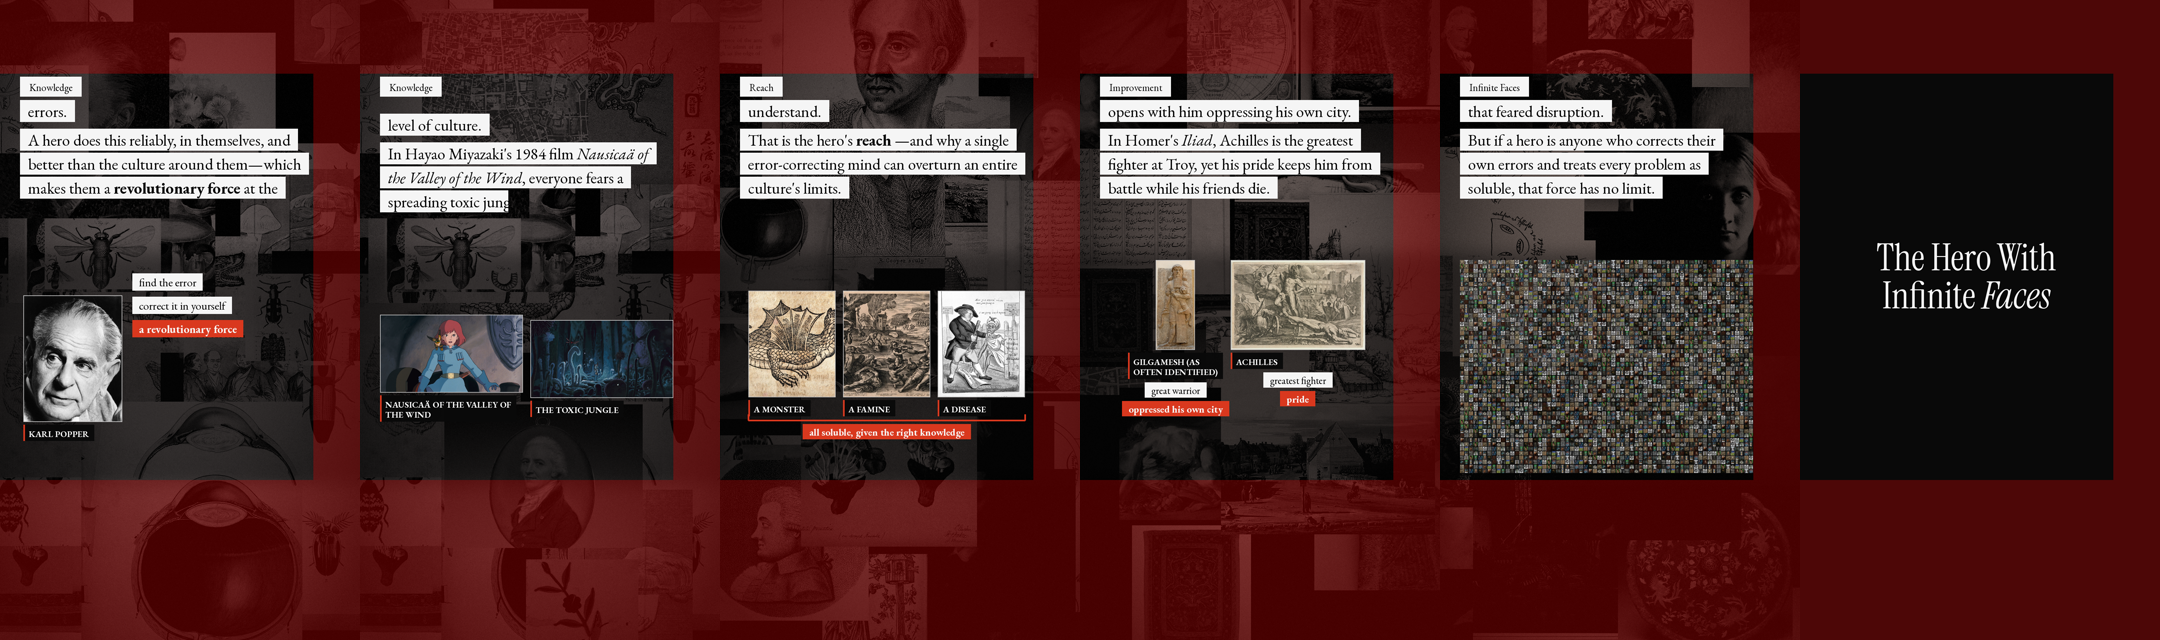 Knowledge
errors.
A hero does this reliably, in themselves, and
better than the culture around them—which
makes them a revolutionary force at the
find the error
correct it in yourself
a revolutionary force
KARL POPPER
Knowledge
level of culture.
In Hayao Miyazaki's 1984 film Nausicaä of
the Valley of the Wind, everyone fears a
spreading toxic jung
NAUSICAÄ OF THE VALLEY OF
THE WIND
THE TOXIC JUNGLE
Reach
understand.
That is the hero's reach —and why a single
error-correcting mind can overturn an entire
culture's limits.
A MONSTER
A FAMINE
A DISEASE
all soluble, given the right knowledge
Improvement
opens with him oppressing his own city.
In Homer's Iliad, Achilles is the greatest
fighter at Troy, yet his pride keeps him from
battle while his friends die.
GILGAMESH (AS
OFTEN IDENTIFIED)
great warrior
oppressed his own city
ACHILLES
greatest fighter
pride
Infinite Faces
that feared disruption.
But if a hero is anyone who corrects their
own errors and treats every problem as
soluble, that force has no limit.
The Hero With
Infinite Faces